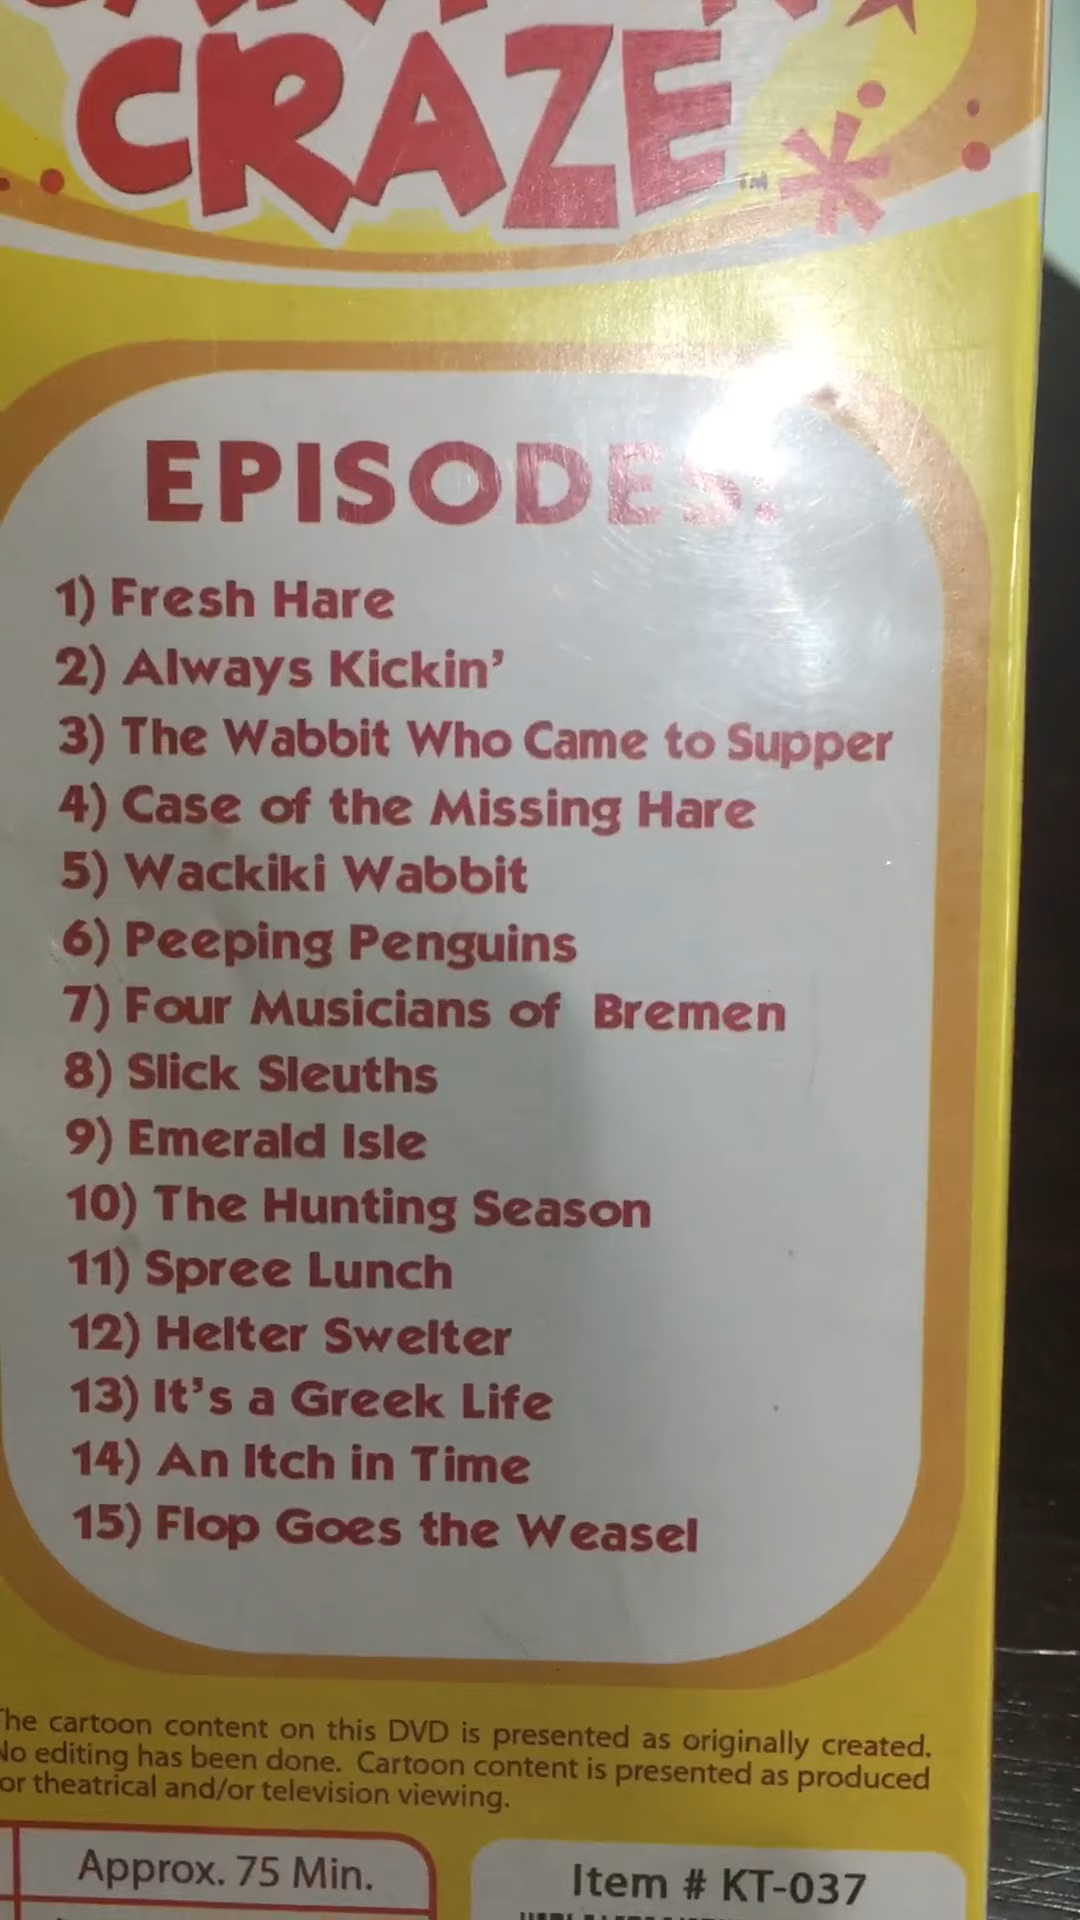 CRAZE™
EPISODES:
1) Fresh Hare
2) Always Kickin’
3) The Wabbit Who Came to Supper
4) Case of the Missing Hare
5) Wackiki Wabbit
6) Peeping Penguins
7) Four Musicians of Bremen
8) Slick Sleuths
9) Emerald Isle
10) The Hunting Season
11) Spree Lunch
12) Helter Swelter
13) It’s a Greek Life
14) An Itch in Time
15) Flop Goes the Weasel
The cartoon content on this DVD is presented as originally created.
No editing has been done. Cartoon content is presented as produced
or theatrical and/or television viewing.
Approx. 75 Min.
Item # KT-037